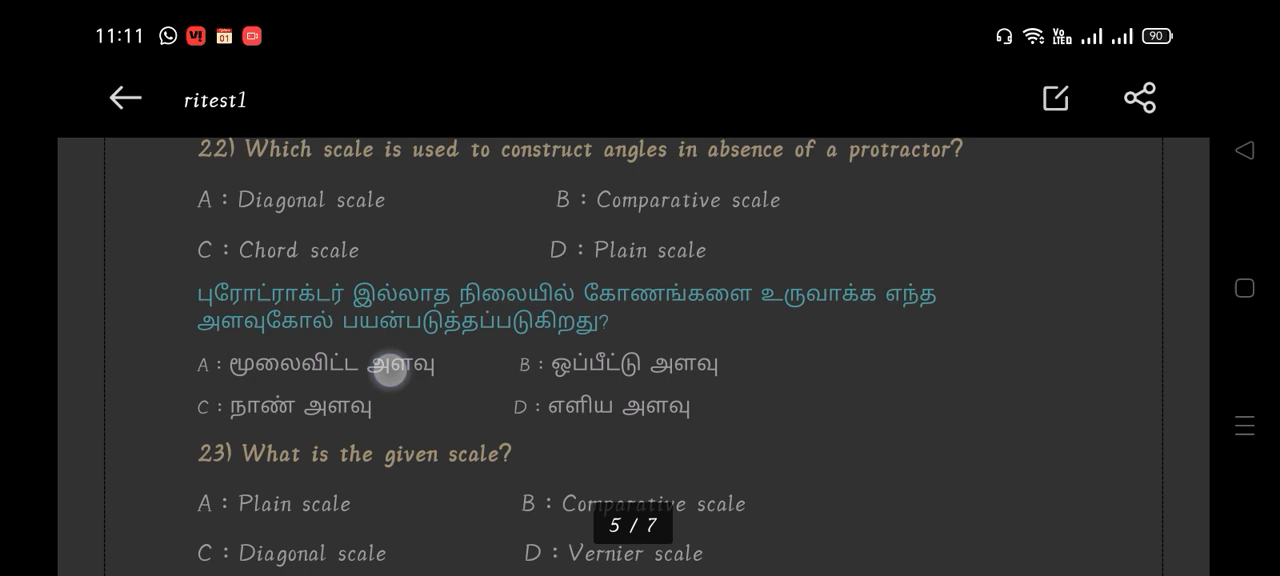 11:11 90
ritest1
22) Which scale is used to construct angles in absence of a protractor?
A : Diagonal scale B : Comparative scale
C : Chord scale D : Plain scale
புரோட்ராக்டர் இல்லாத நிலையில் கோணங்களை உருவாக்க எந்த
அளவுகோல் பயன்படுத்தப்படுகிறது?
A : மூலைவிட்ட அளவு B : ஒப்பீட்டு அளவு
C : நாண் அளவு D : எளிய அளவு
23) What is the given scale?
A : Plain scale B : Comparative scale
5 / 7
C : Diagonal scale D : Vernier scale